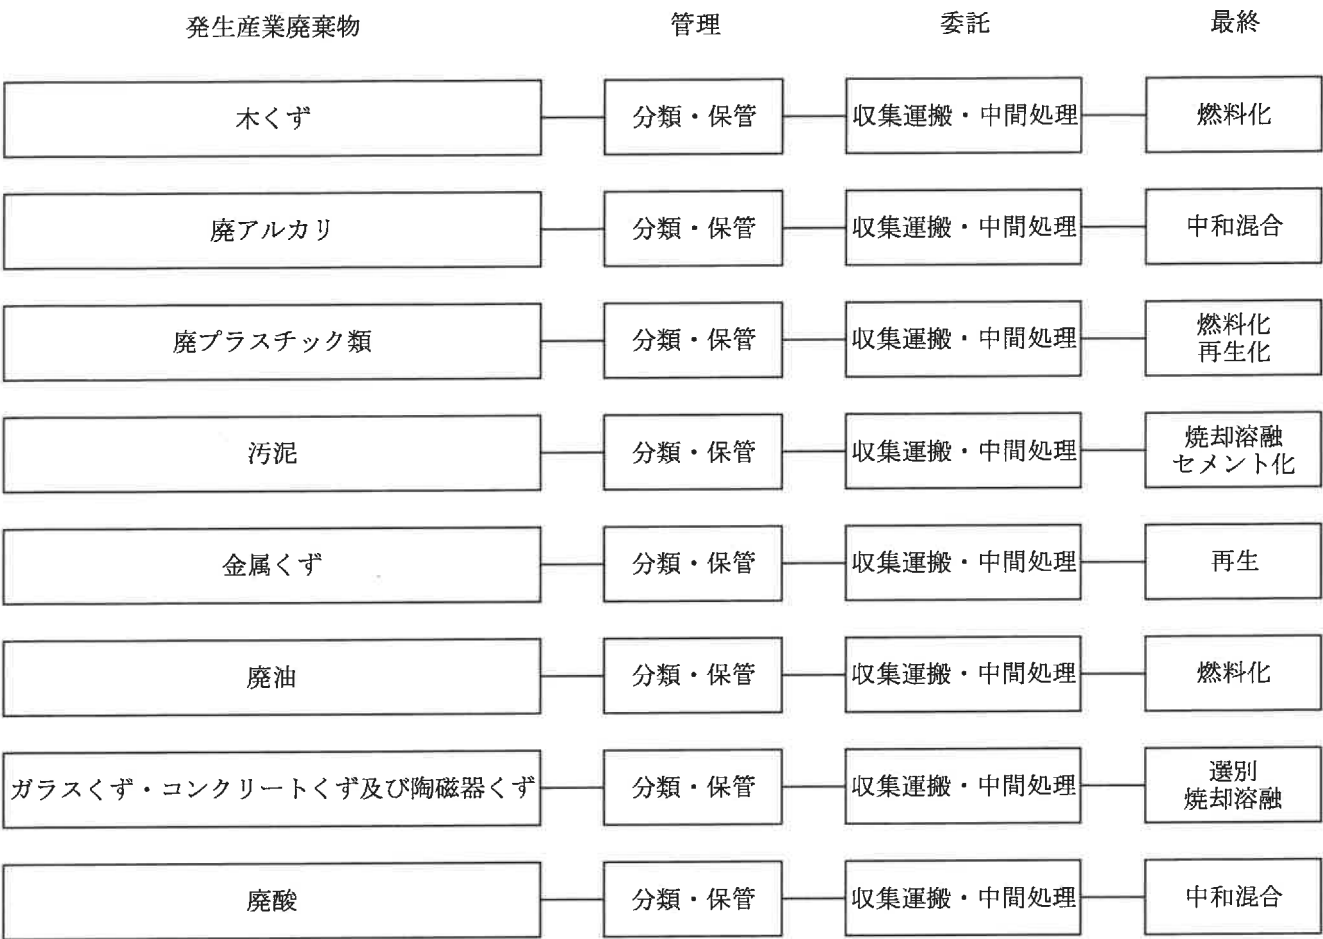 発生産業廃棄物 管理 委託 最終
木くず 分類・保管 収集運搬・中間処理 燃料化
廃アルカリ 分類・保管 収集運搬・中間処理 中和混合
廃プラスチック類 分類・保管 収集運搬・中間処理 燃料化
再生化
汚泥 分類・保管 収集運搬・中間処理 焼却溶融
セメント化
金属くず 分類・保管 収集運搬・中間処理 再生
廃油 分類・保管 収集運搬・中間処理 燃料化
ガラスくず・コンクリートくず及び陶磁器くず 分類・保管 収集運搬・中間処理 選別
焼却溶融
廃酸 分類・保管 収集運搬・中間処理 中和混合